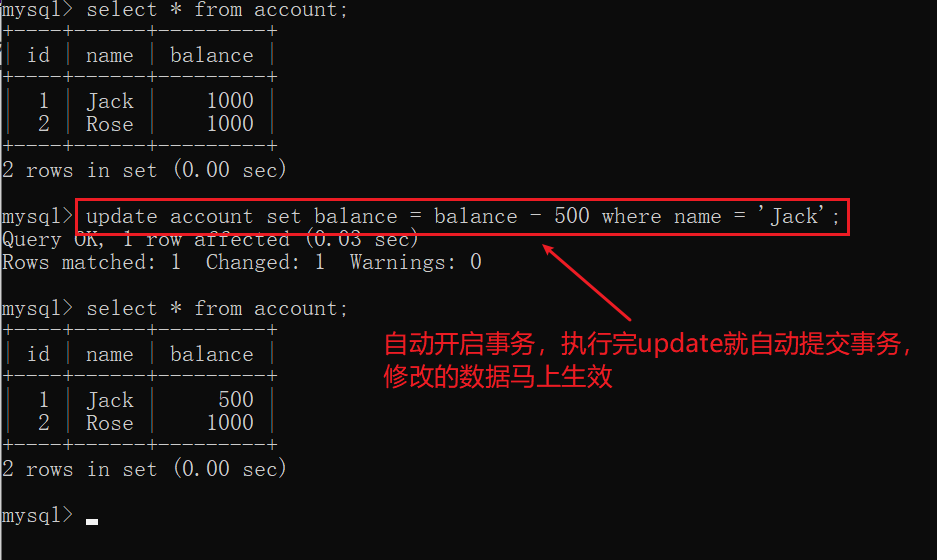 mysql> select * from account;
+----+------+---------+
| id | name | balance |
+----+------+---------+
|  1 | Jack |    1000 |
|  2 | Rose |    1000 |
+----+------+---------+
2 rows in set (0.00 sec)
mysql> update account set balance = balance - 500 where name = 'Jack';
Query OK, 1 row affected (0.03 sec)
Rows matched: 1  Changed: 1  Warnings: 0
mysql> select * from account;
+----+------+---------+
| id | name | balance |
+----+------+---------+
|  1 | Jack |     500 |
|  2 | Rose |    1000 |
+----+------+---------+
2 rows in set (0.00 sec)
mysql>
自动开启事务，执行完update就自动提交事务，
修改的数据马上生效